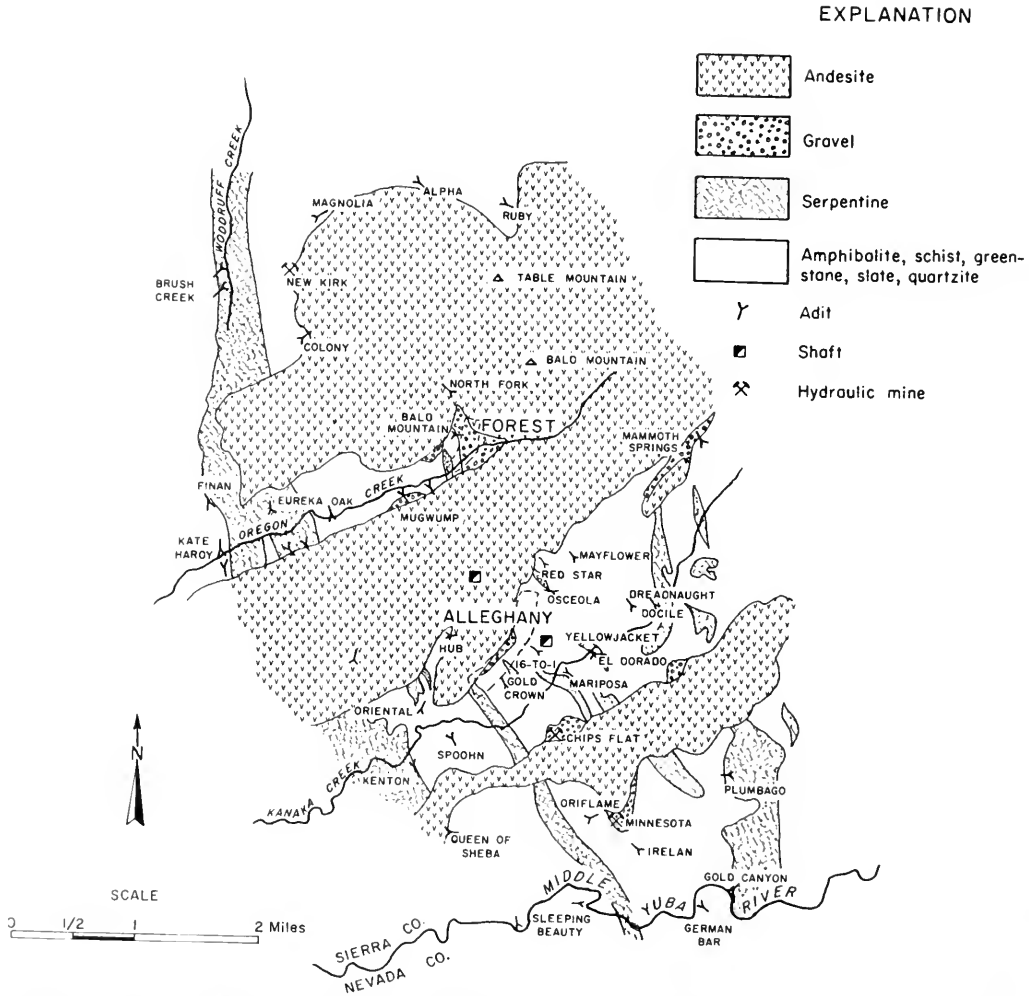 EXPLANATION
Andesite
Gravel
Serpentine
Amphibolite, schist, green-
stone, slate, quartzite
Adit
Shaft
Hydraulic mine
WOODRUFF CREEK
ALPHA
MAGNOLIA
RUBY
BRUSH
CREEK
NEW KIRK
TABLE MOUNTAIN
COLONY
BALD MOUNTAIN
NORTH FORK
BALD
MOUNTAIN
FOREST
MAMMOTH
SPRINGS
FINAN
EUREKA OAK
OREGON CREEK
MUGWUMP
KATE
HARDY
MAYFLOWER
RED STAR
OSCEOLA
DREADNAUGHT
DOCILE
ALLEGHANY
HUB
YELLOWJACKET
16-TO-1
EL DORADO
GOLD
CROWN
MARIPOSA
ORIENTAL
CHIPS FLAT
SPOOHN
KENTON
KANAKA CREEK
PLUMBAGO
ORIFLAME
MINNESOTA
QUEEN OF
SHEBA
IRELAN
GOLD CANYON
MIDDLE YUBA RIVER
SLEEPING
BEAUTY
GERMAN
BAR
SIERRA CO.
NEVADA CO.
N
SCALE
0 1/2 1 2 Miles